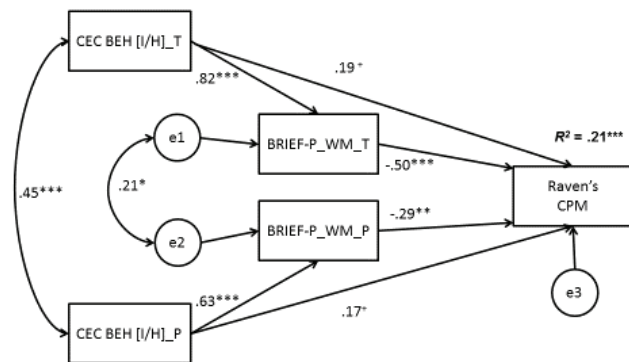 CEC BEH [I/H]_T
.19⁺
.82***
R² = .21***
e1
BRIEF-P_WM_T
-.50***
.21*
.45***
Raven's
CPM
-.29**
e2
BRIEF-P_WM_P
.63***
.17⁺
e3
CEC BEH [I/H]_P